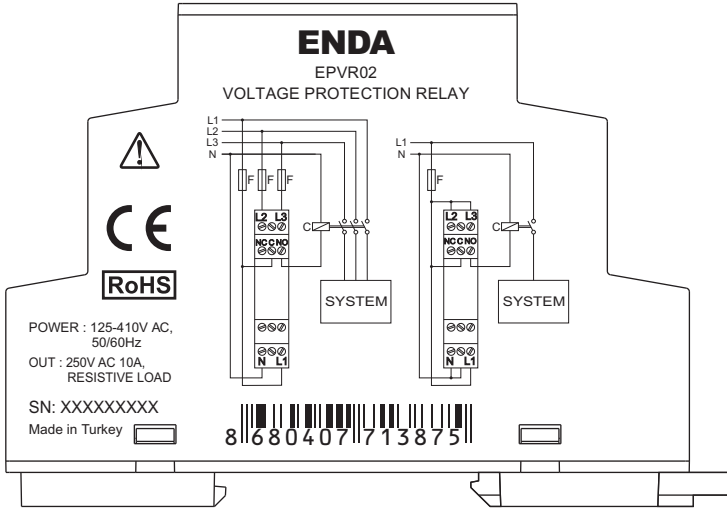 ENDA
EPVR02
VOLTAGE PROTECTION RELAY
L1
L2
L3
N
F F F
L2 L3
NC C NO
C
SYSTEM
N L1
L1
N
F
L2 L3
NC C NO
C
SYSTEM
N L1
CE
RoHS
POWER : 125-410V AC,
50/60Hz
OUT : 250V AC 10A,
RESISTIVE LOAD
SN: XXXXXXXXX
Made in Turkey
8 680407 713875